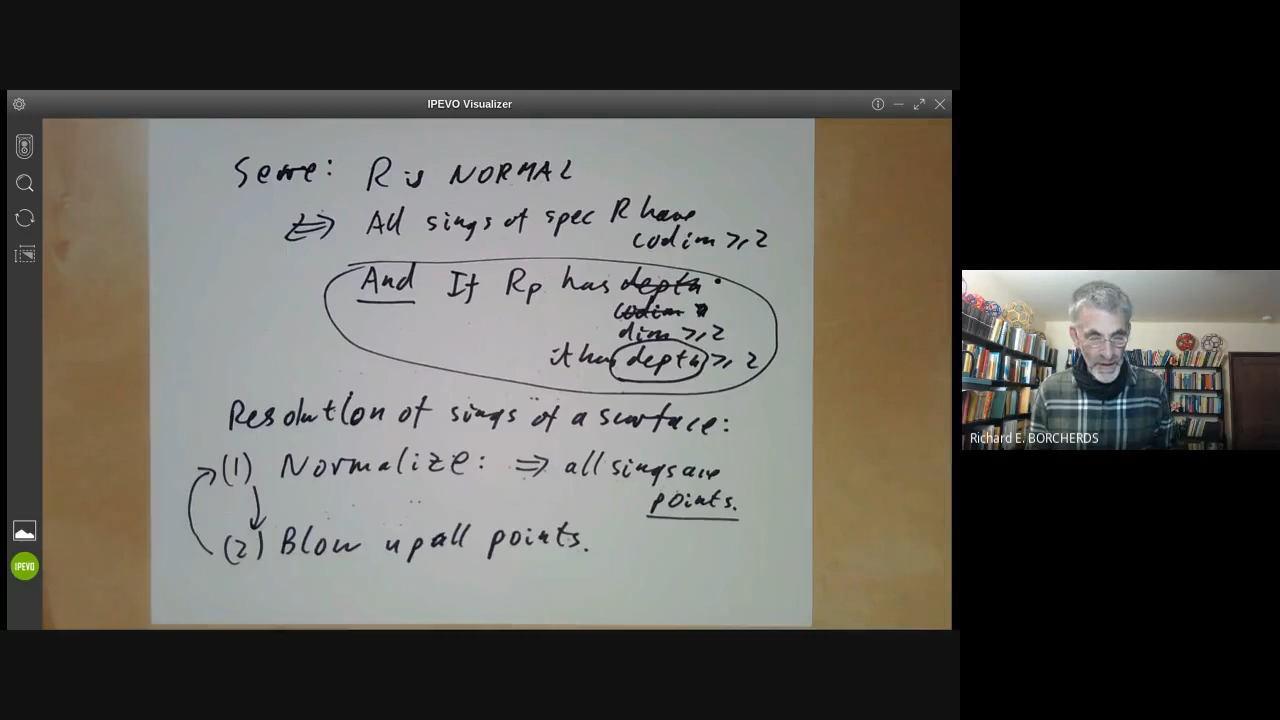 IPEVO Visualizer
Serre: R is NORMAL
⇔ All sings of spec R have
codim ≥ 2
And If Rp has depth
codim
dim ≥ 2
it has depth ≥ 2
Resolution of sings of a surface:
(1) Normalize: ⇒ all sings are
points.
(2) Blow up all points.
IPEVO
Richard E. BORCHERDS